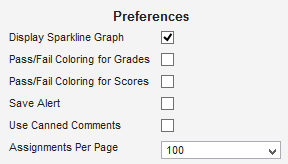 Preferences
Display Sparkline Graph
Pass/Fail Coloring for Grades
Pass/Fail Coloring for Scores
Save Alert
Use Canned Comments
Assignments Per Page 100